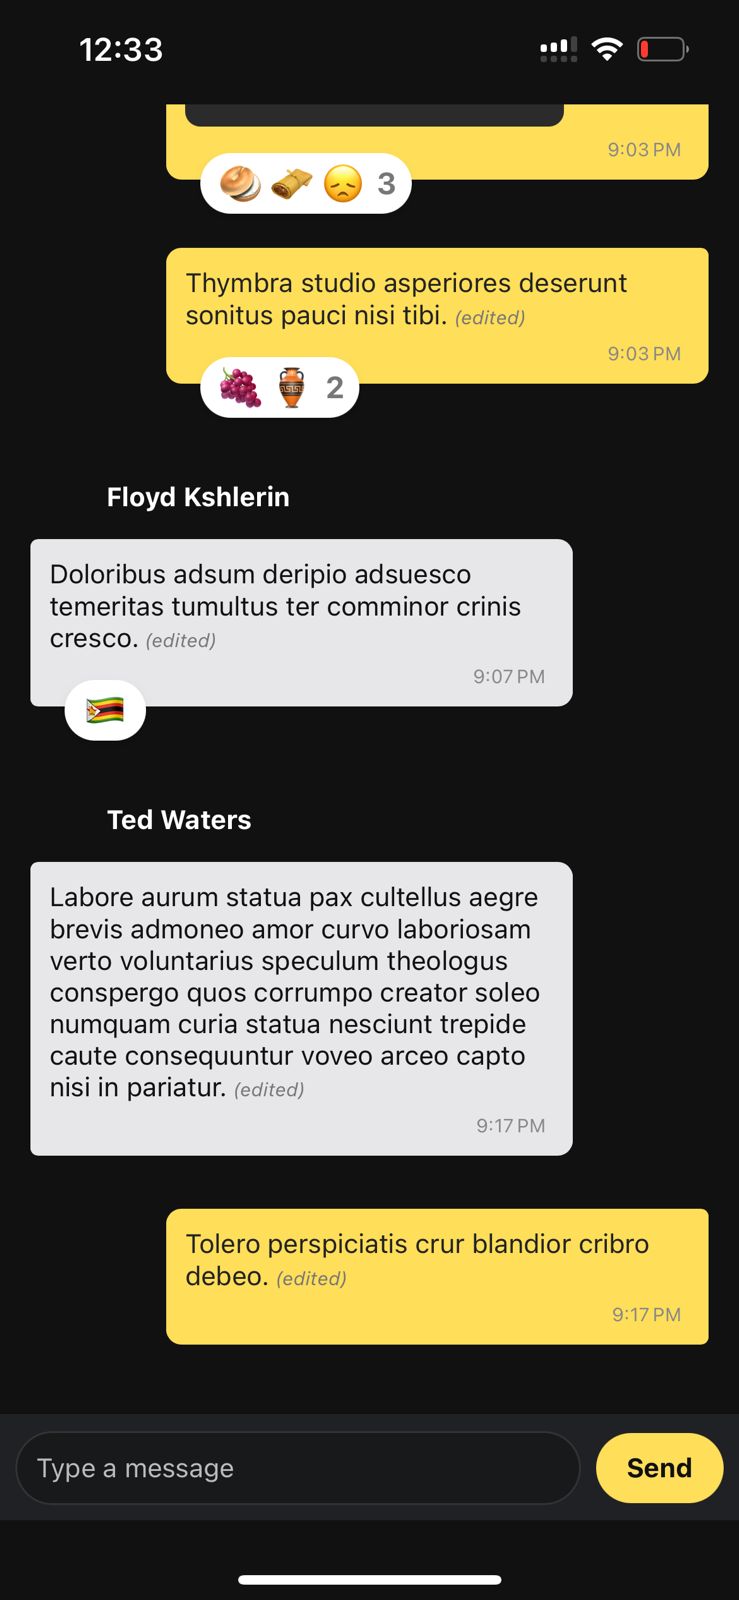 12:33
9:03 PM
3
Thymbra studio asperiores deserunt
sonitus pauci nisi tibi. (edited)
9:03 PM
2
Floyd Kshlerin
Doloribus adsum deripio adsuesco
temeritas tumultus ter comminor crinis
cresco. (edited)
9:07 PM
Ted Waters
Labore aurum statua pax cultellus aegre
brevis admoneo amor curvo laboriosam
verto voluntarius speculum theologus
conspergo quos corrumpo creator soleo
numquam curia statua nesciunt trepide
caute consequuntur voveo arceo capto
nisi in pariatur. (edited)
9:17 PM
Tolero perspiciatis crur blandior cribro
debeo. (edited)
9:17 PM
Type a message
Send